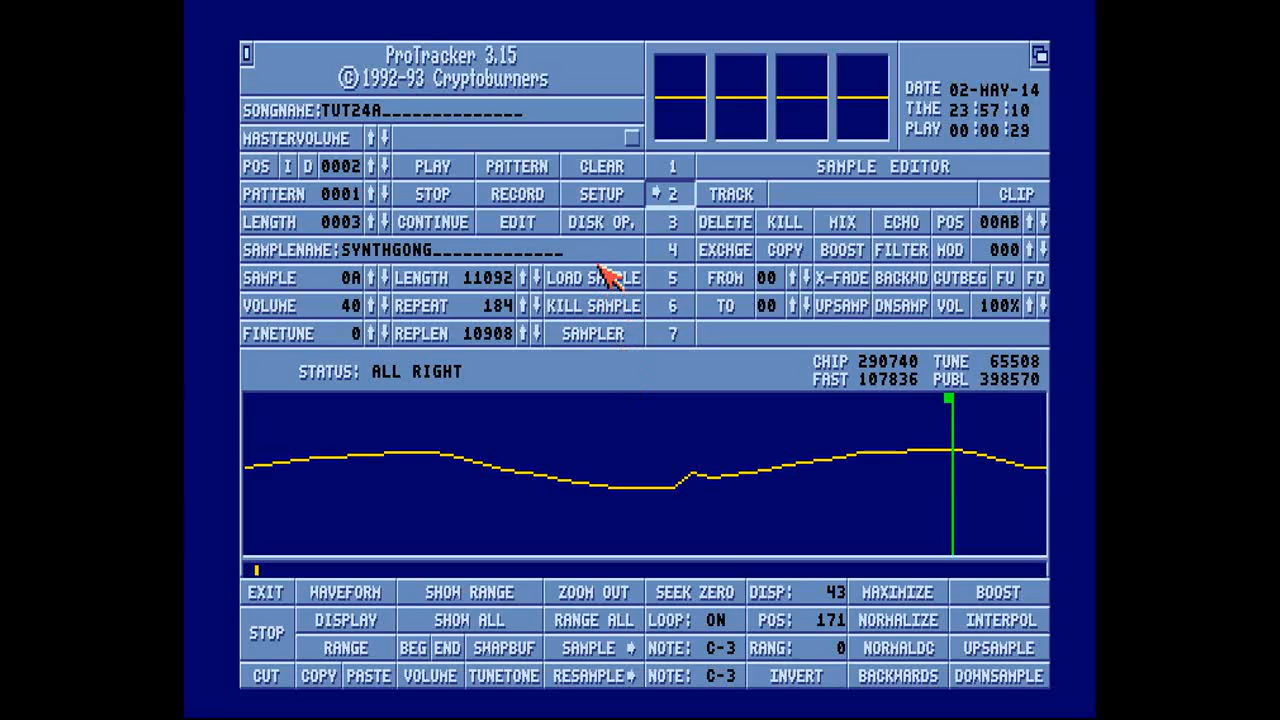 ProTracker 3.15
©1992-93 Cryptoburners
SONGNAME:TUT24A______________
MASTERVOLUME
DATE 02-MAY-14
TIME 23:57:10
PLAY 00:00:29
POS I D 0002 PLAY PATTERN CLEAR 1 SAMPLE EDITOR
PATTERN 0001 STOP RECORD SETUP 2 TRACK CLIP
LENGTH 0003 CONTINUE EDIT DISK OP. 3 DELETE KILL MIX ECHO POS 00AB
SAMPLENAME:SYNTHGONG_____________ 4 EXCHGE COPY BOOST FILTER MOD 000
SAMPLE 0A LENGTH 11092 LOAD SAMPLE 5 FROM 00 X-FADE BACKWD CUTBEG FU FD
VOLUME 40 REPEAT 184 KILL SAMPLE 6 TO 00 UPSAMP DNSAMP VOL 100%
FINETUNE 0 REPLEN 10908 SAMPLER 7
STATUS: ALL RIGHT
CHIP 290740 TUNE 65508
FAST 107836 PUBL 398570
EXIT WAVEFORM SHOW RANGE ZOOM OUT SEEK ZERO DISP: 43 MAXIMIZE BOOST
STOP DISPLAY SHOW ALL RANGE ALL LOOP: ON POS: 171 NORMALIZE INTERPOL
RANGE BEG END SWAPBUF SAMPLE NOTE: C-3 RANG: 0 NORMALDC UPSAMPLE
CUT COPY PASTE VOLUME TUNETONE RESAMPLE NOTE: C-3 INVERT BACKWARDS DOWNSAMPLE